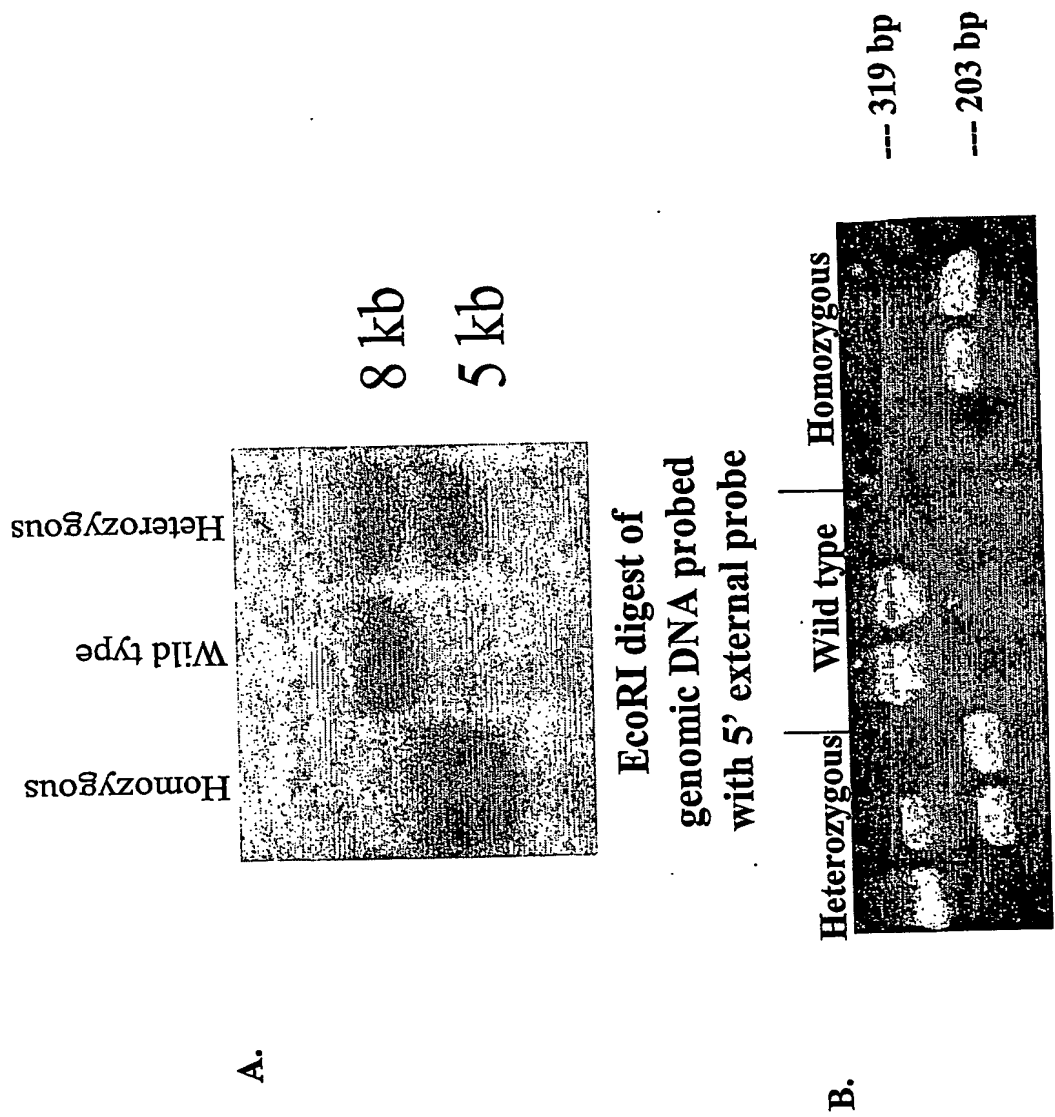 A.
Homozygous
Wild type
Heterozygous
8 kb
5 kb
EcoRI digest of
genomic DNA probed
with 5' external probe
B.
Heterozygous
Wild type
Homozygous
--- 319 bp
--- 203 bp